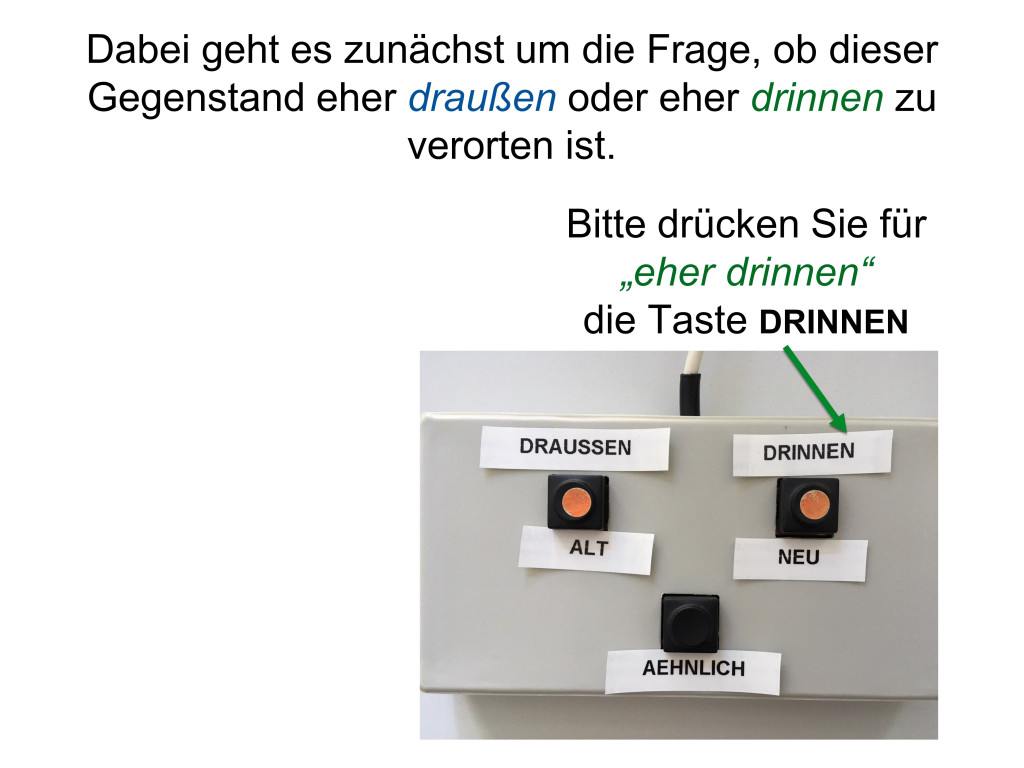 Dabei geht es zunächst um die Frage, ob dieser
Gegenstand eher draußen oder eher drinnen zu
verorten ist.
Bitte drücken Sie für
„eher drinnen“
die Taste DRINNEN
DRAUSSEN
DRINNEN
ALT
NEU
AEHNLICH